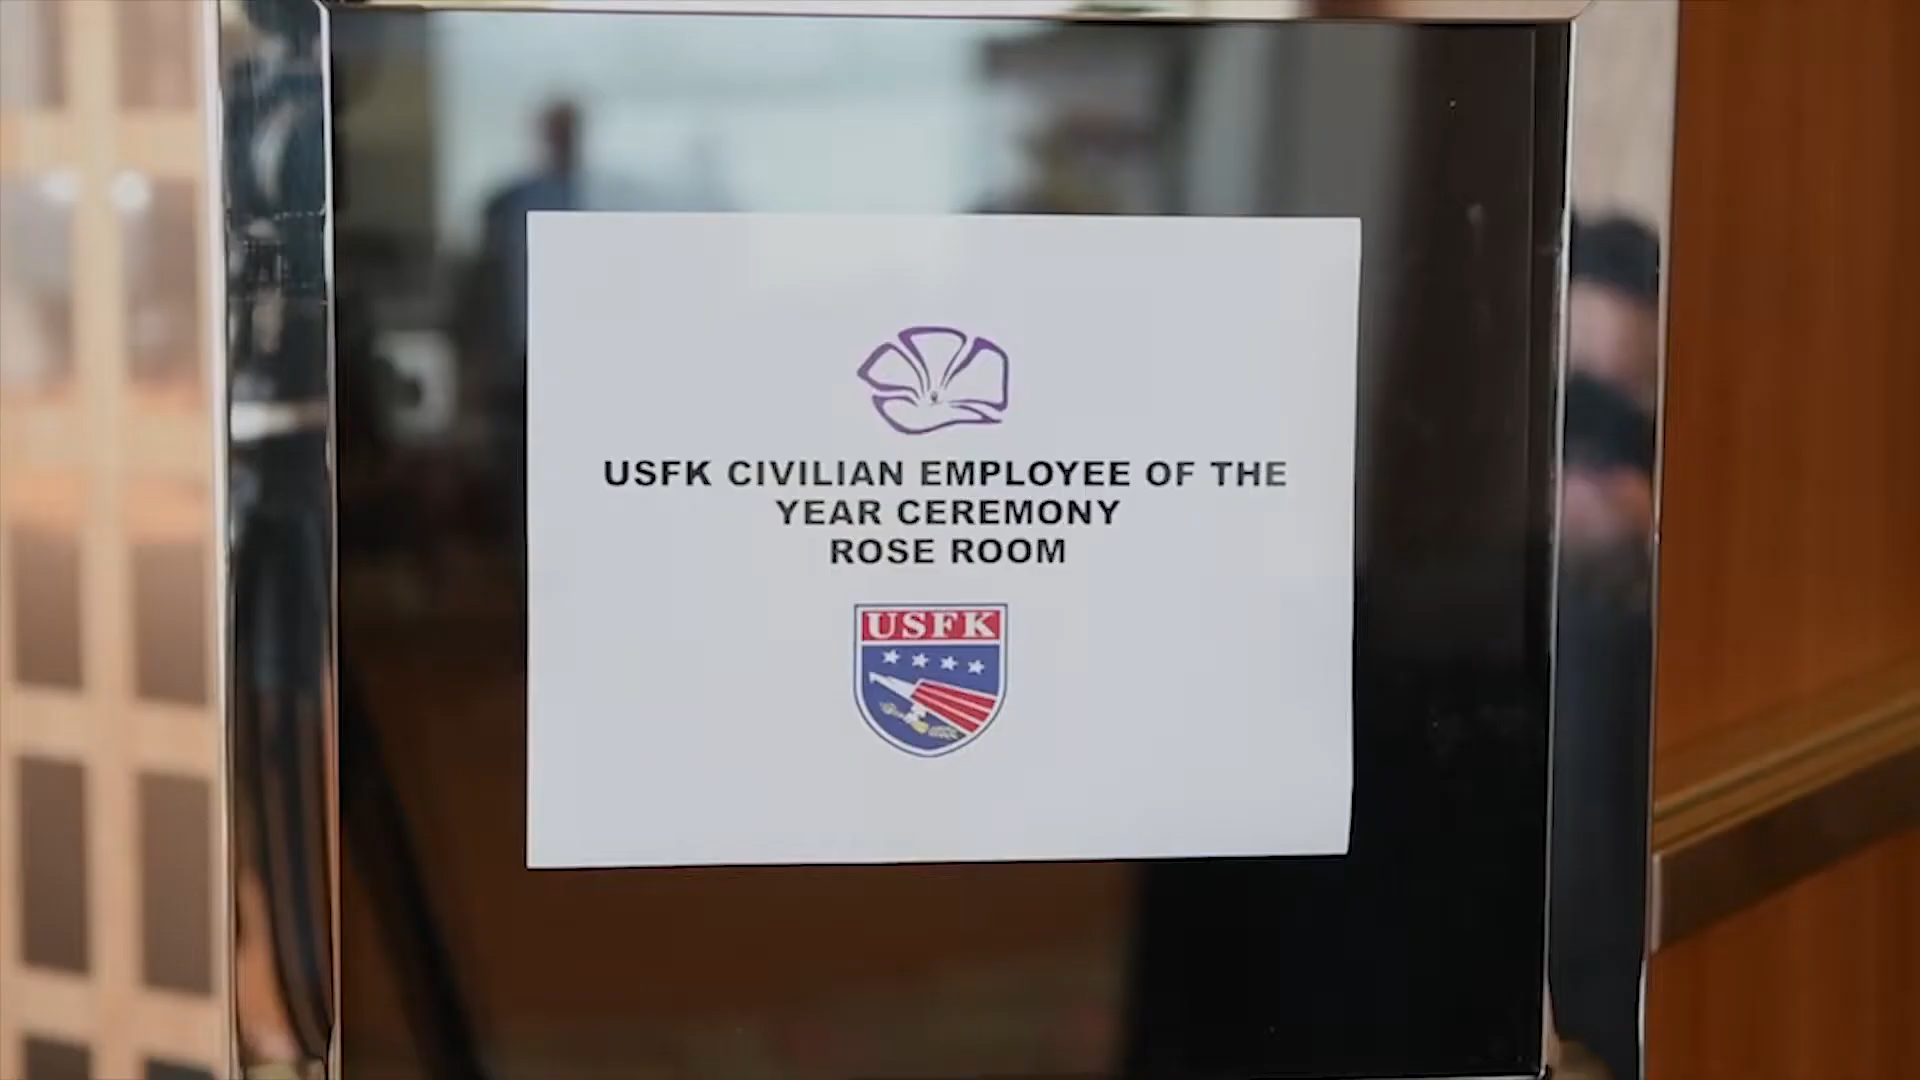 USFK CIVILIAN EMPLOYEE OF THE
YEAR CEREMONY
ROSE ROOM
USFK